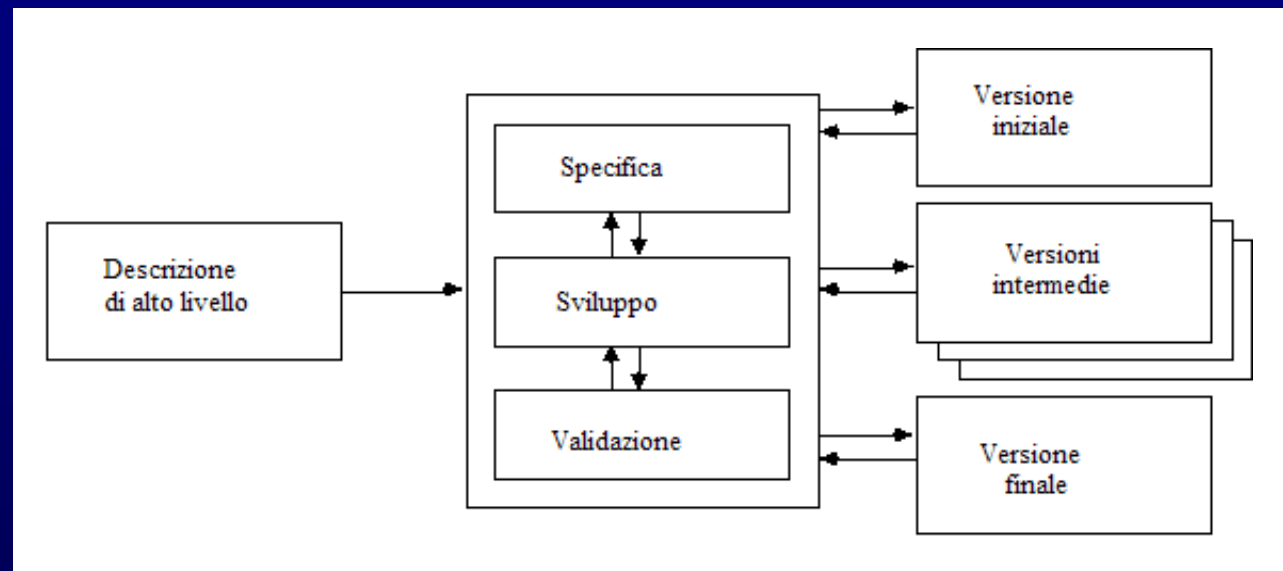 Descrizione
di alto livello
Specifica
Sviluppo
Validazione
Versione
iniziale
Versioni
intermedie
Versione
finale